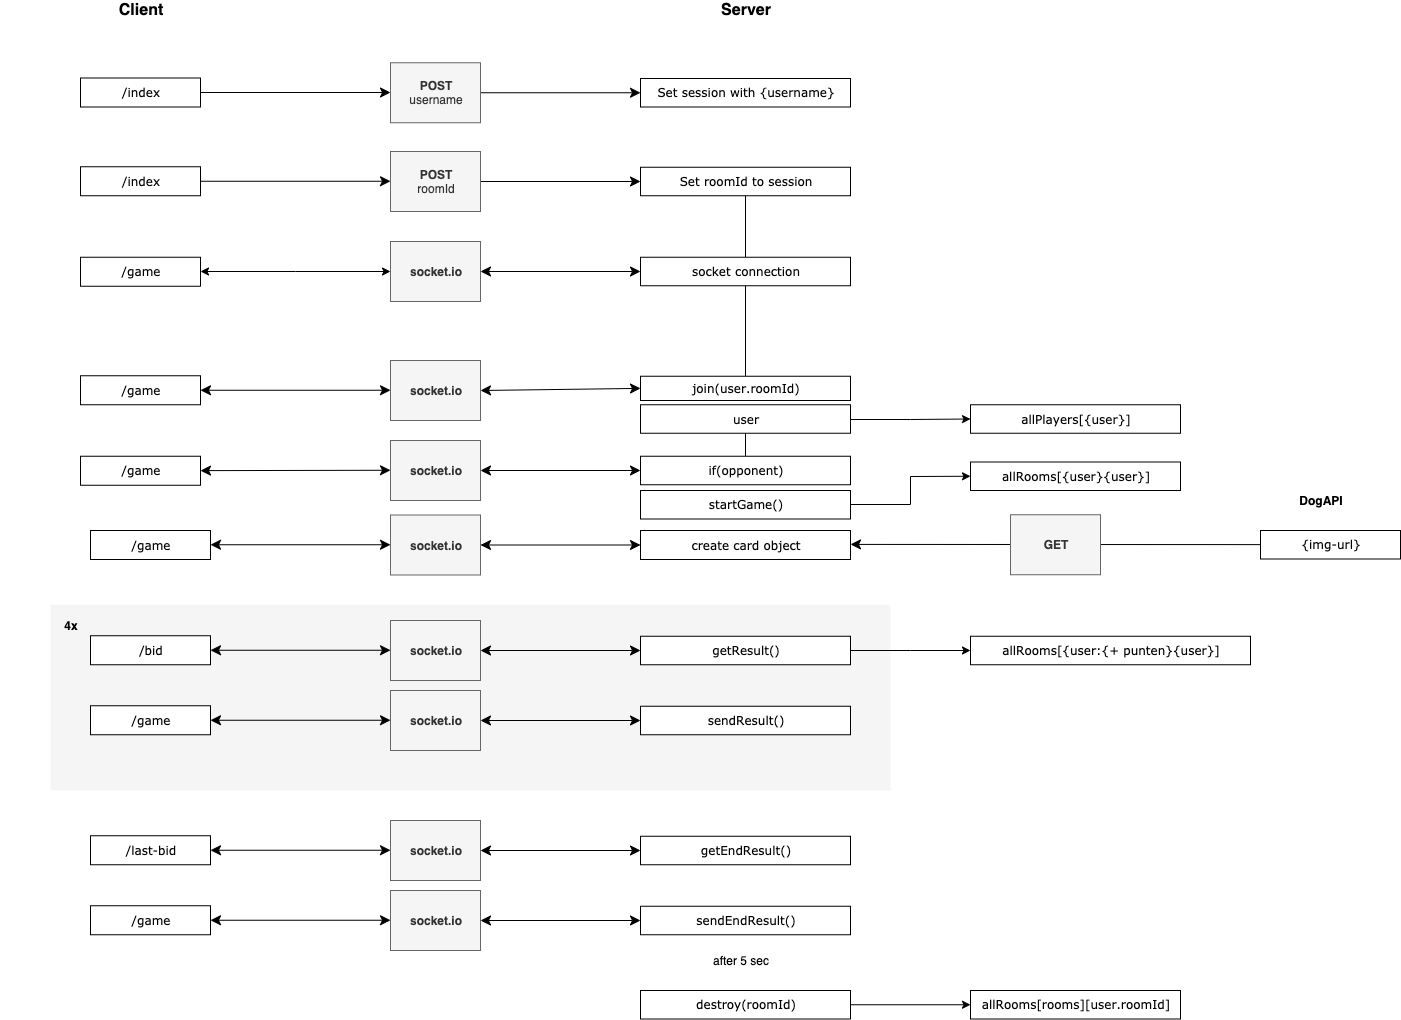 Client
Server
/index
POST
username
Set session with {username}
/index
POST
roomId
Set roomId to session
/game
socket.io
socket connection
/game
socket.io
join(user.roomId)
user
allPlayers[{user}]
/game
socket.io
if(opponent)
allRooms[{user}{user}]
startGame()
DogAPI
/game
socket.io
create card object
GET
{img-url}
4x
/bid
socket.io
getResult()
allRooms[{user:{+ punten}{user}]
/game
socket.io
sendResult()
/last-bid
socket.io
getEndResult()
/game
socket.io
sendEndResult()
after 5 sec
destroy(roomId)
allRooms[rooms][user.roomId]